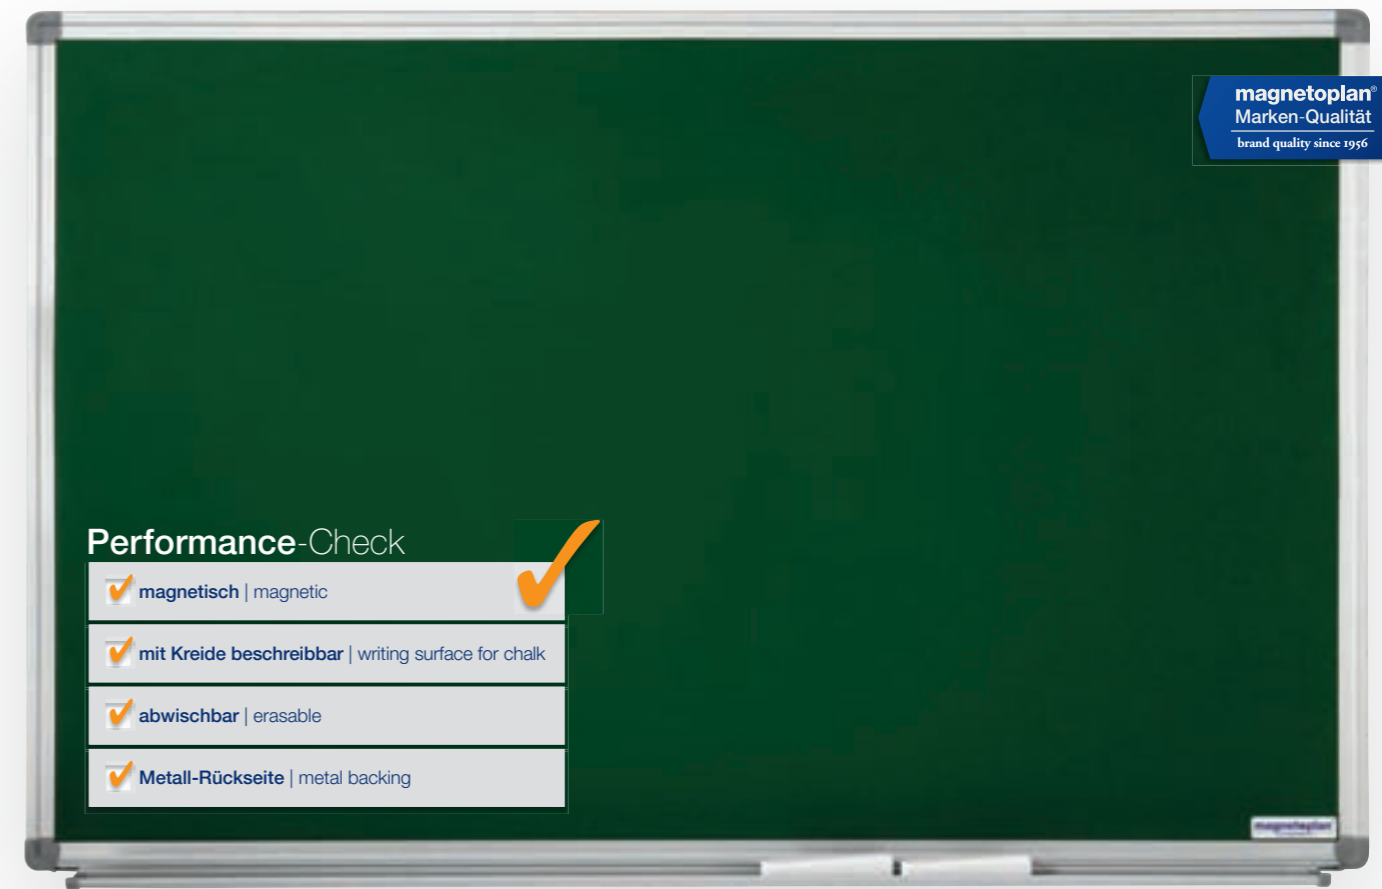 magnetoplan®
Marken-Qualität
brand quality since 1956
Performance-Check
magnetisch | magnetic
mit Kreide beschreibbar | writing surface for chalk
abwischbar | erasable
Metall-Rückseite | metal backing
magnetoplan